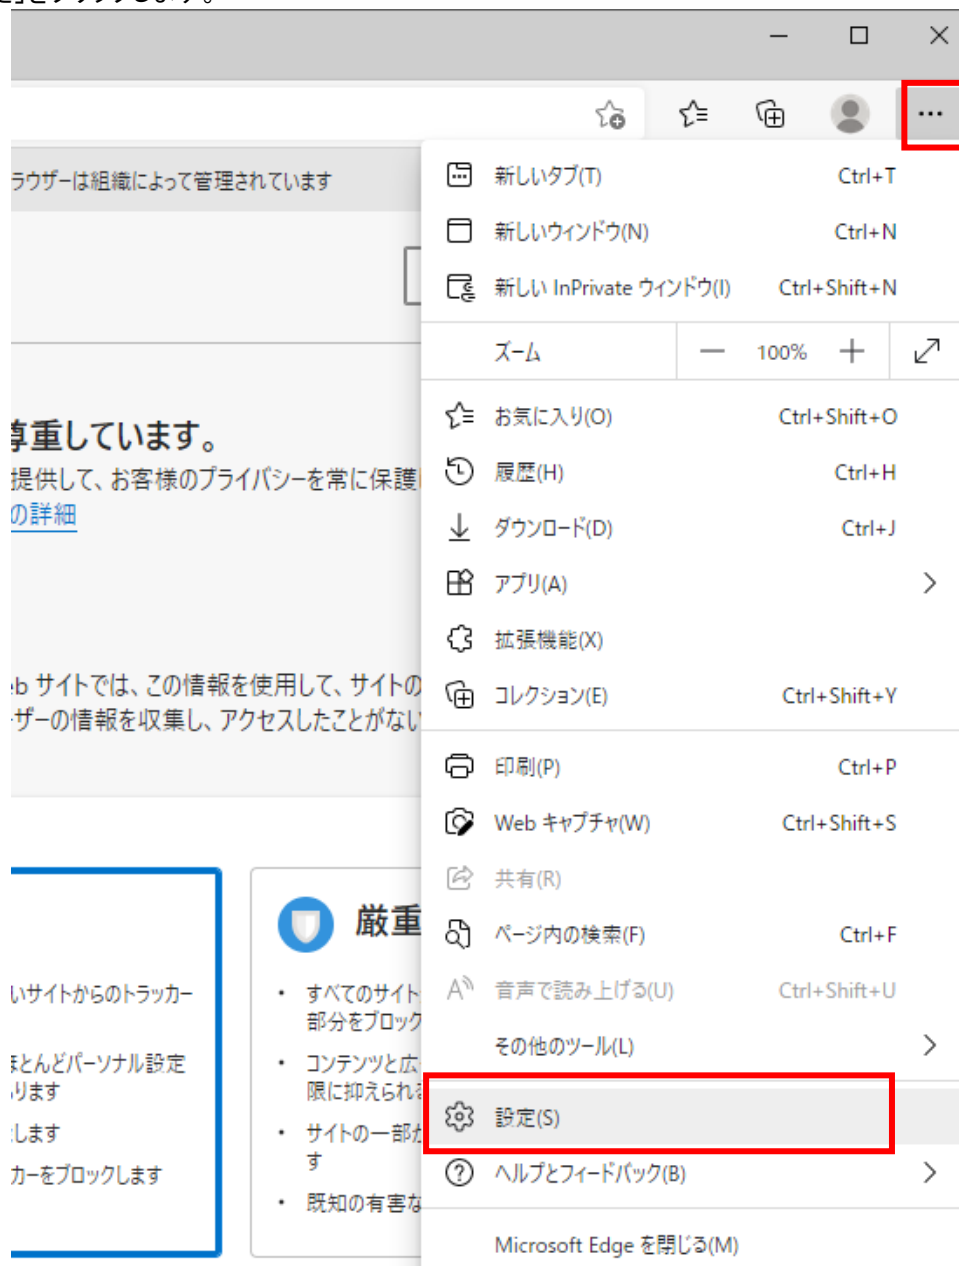 ]をクリックします。
ラウザーは組織によって管理されています
尊重しています。
提供して、お客様のプライバシーを常に保護
の詳細
eb サイトでは、この情報を使用して、サイトの
ザーの情報を収集し、アクセスしたことがない
いサイトからのトラッカー
ほとんどパーソナル設定
ります
します
カーをブロックします
厳重
• すべてのサイト
部分をブロック
• コンテンツと広
限に抑えられ
• サイトの一部が
す
• 既知の有害な
新しいタブ(T) Ctrl+T
新しいウィンドウ(N) Ctrl+N
新しい InPrivate ウィンドウ(I) Ctrl+Shift+N
ズーム — 100% +
お気に入り(O) Ctrl+Shift+O
履歴(H) Ctrl+H
ダウンロード(D) Ctrl+J
アプリ(A)
拡張機能(X)
コレクション(E) Ctrl+Shift+Y
印刷(P) Ctrl+P
Web キャプチャ(W) Ctrl+Shift+S
共有(R)
ページ内の検索(F) Ctrl+F
音声で読み上げる(U) Ctrl+Shift+U
その他のツール(L)
設定(S)
ヘルプとフィードバック(B)
Microsoft Edge を閉じる(M)